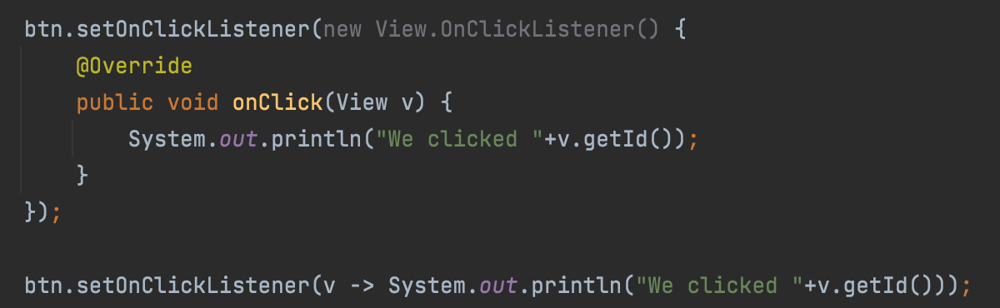 btn.setOnClickListener(new View.OnClickListener() {
    @Override
    public void onClick(View v) {
        System.out.println("We clicked "+v.getId());
    }
});
btn.setOnClickListener(v -> System.out.println("We clicked "+v.getId()));